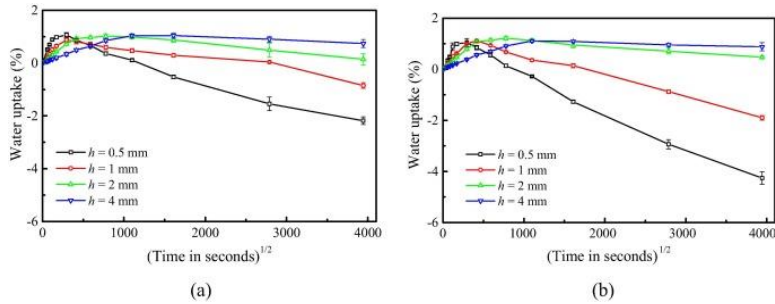 2
0
-2
-4
-6
Water uptake (%)
h = 0.5 mm
h = 1 mm
h = 2 mm
h = 4 mm
0 1000 2000 3000 4000
(Time in seconds)^1/2
(a)
2
0
-2
-4
-6
Water uptake (%)
h = 0.5 mm
h = 1 mm
h = 2 mm
h = 4 mm
0 1000 2000 3000 4000
(Time in seconds)^1/2
(b)